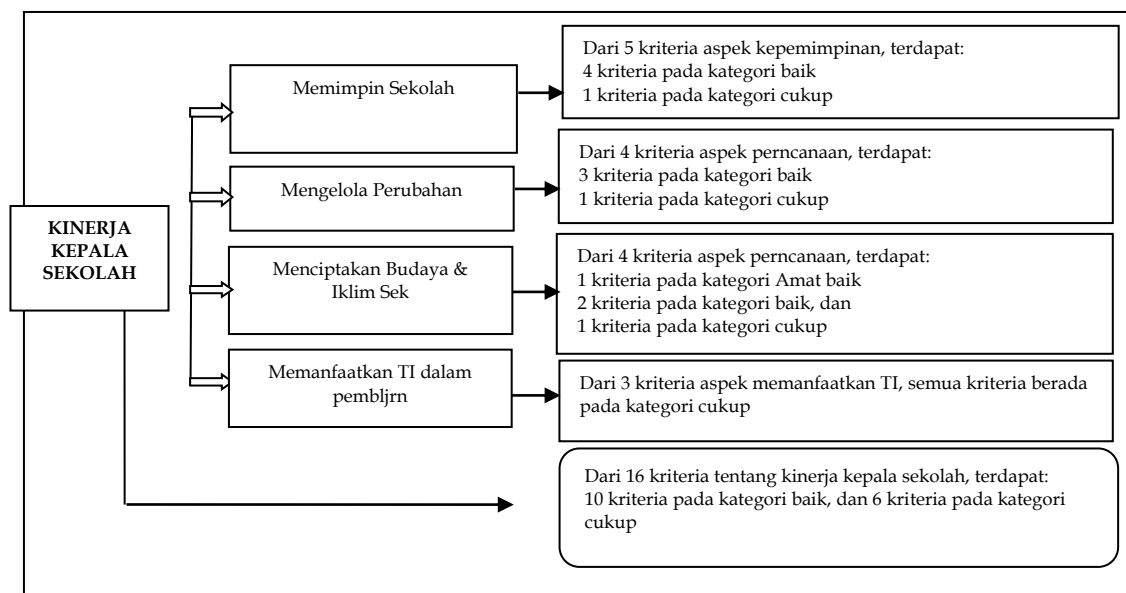 Memimpin Sekolah
Dari 5 kriteria aspek kepemimpinan, terdapat:
4 kriteria pada kategori baik
1 kriteria pada kategori cukup
Mengelola Perubahan
Dari 4 kriteria aspek perncanaan, terdapat:
3 kriteria pada kategori baik
1 kriteria pada kategori cukup
KINERJA
KEPALA
SEKOLAH
Menciptakan Budaya &
Iklim Sek
Dari 4 kriteria aspek perncanaan, terdapat:
1 kriteria pada kategori Amat baik
2 kriteria pada kategori baik, dan
1 kriteria pada kategori cukup
Memanfaatkan TI dalam
pembljrn
Dari 3 kriteria aspek memanfaatkan TI, semua kriteria berada
pada kategori cukup
Dari 16 kriteria tentang kinerja kepala sekolah, terdapat:
10 kriteria pada kategori baik, dan 6 kriteria pada kategori
cukup